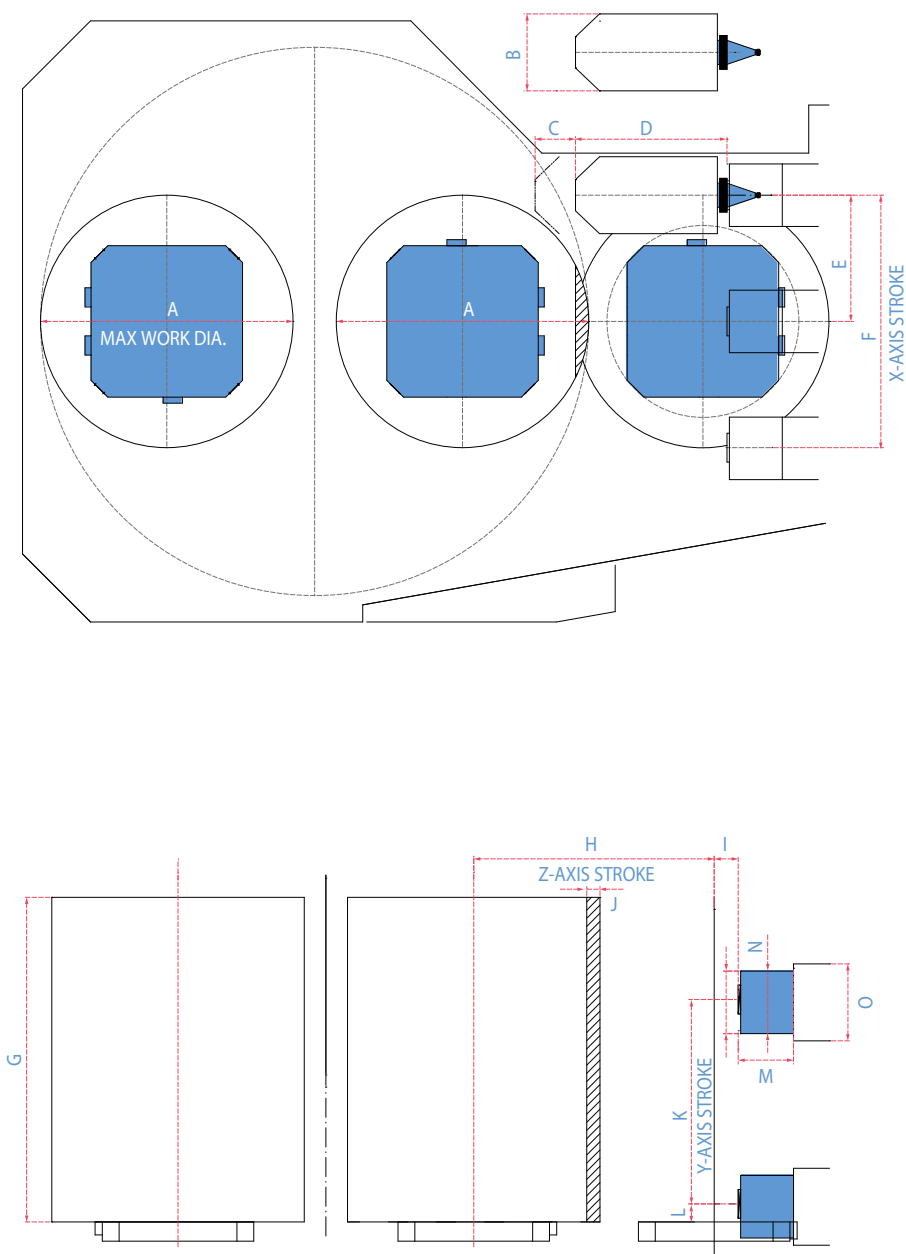 B
C
D
A
MAX WORK DIA.
A
E
F
X-AXIS STROKE
H
I
Z-AXIS STROKE
J
N
O
G
M
K
Y-AXIS STROKE
L